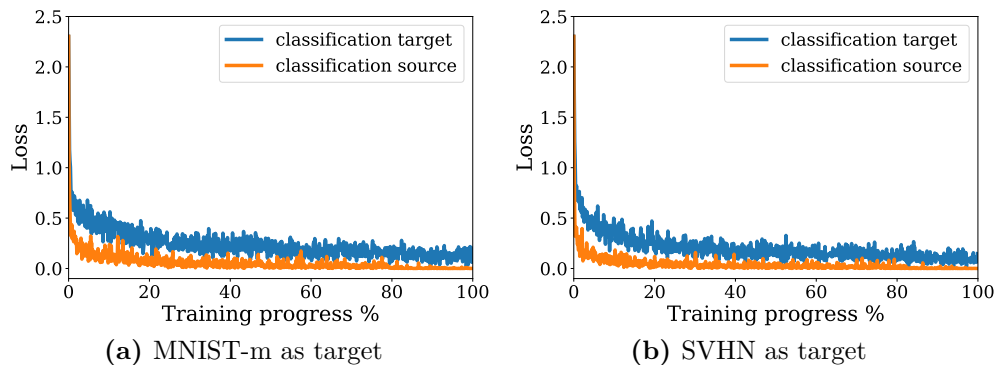 2.5
2.0
1.5
1.0
0.5
0.0
Loss
classification target
classification source
0 20 40 60 80 100
Training progress %
(a) MNIST-m as target
2.5
2.0
1.5
1.0
0.5
0.0
Loss
classification target
classification source
0 20 40 60 80 100
Training progress %
(b) SVHN as target